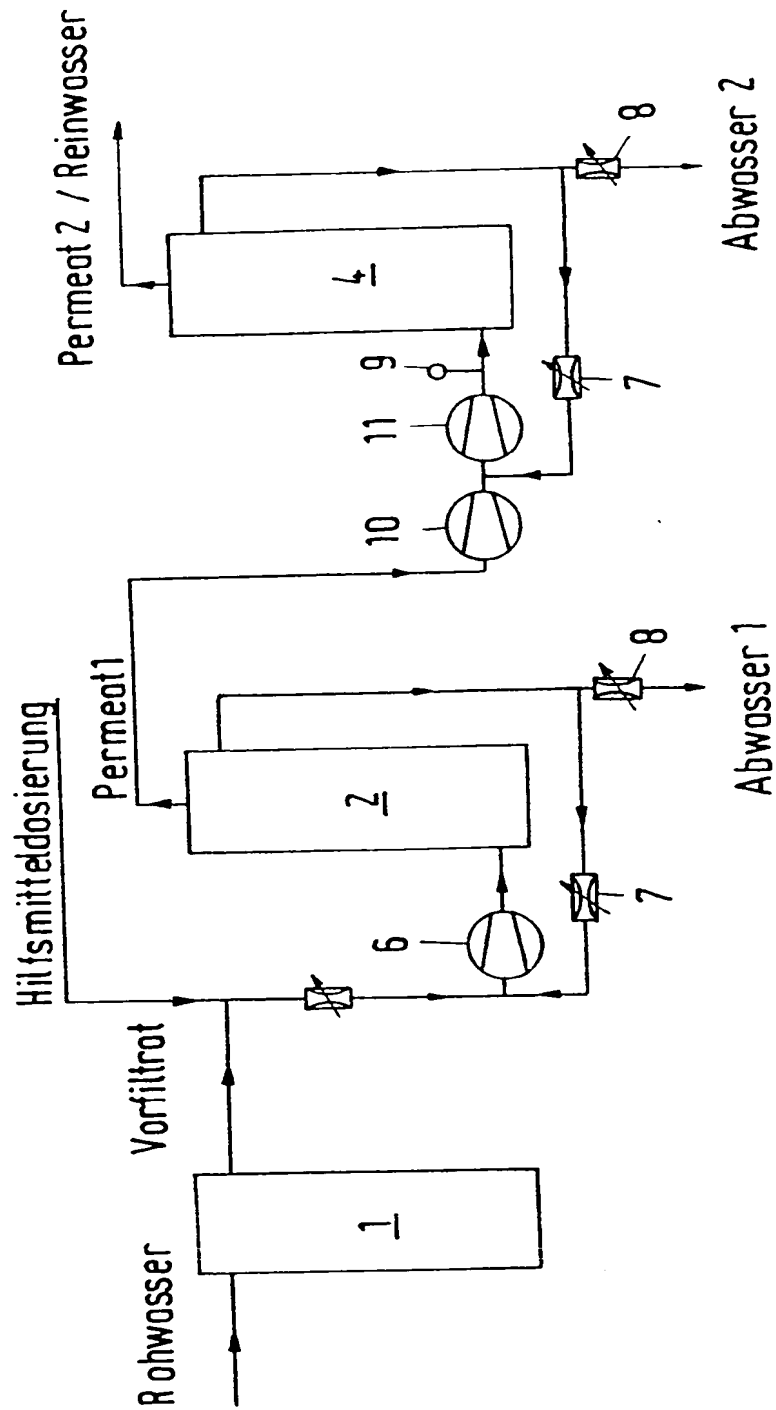 Rohwasser
1
Vorfiltrat
Hilfsmitteldosierung
6
2
Permeat1
7
8
Abwasser 1
10
11
9
4
Permeat 2 / Reinwasser
7
8
Abwasser 2